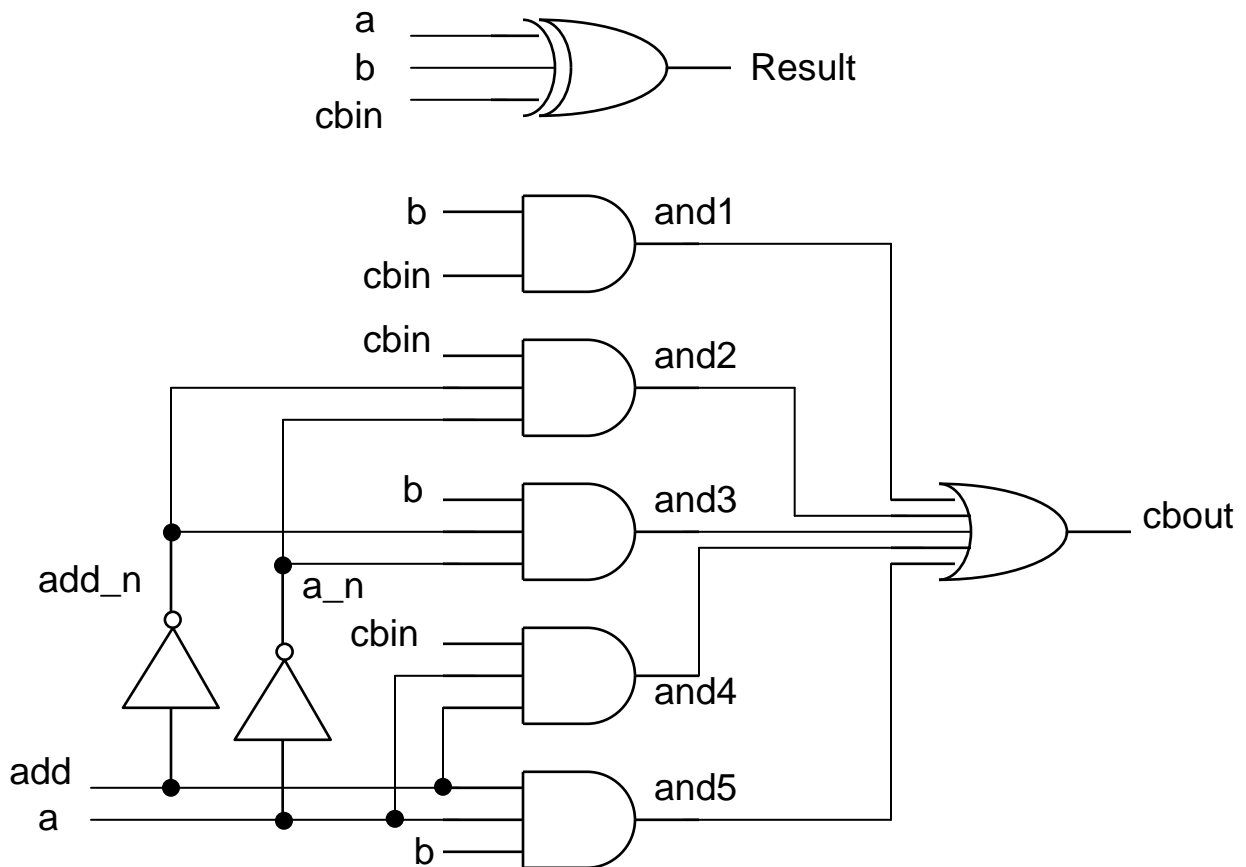 a
b
Result
cbin
b
and1
cbin
cbin
and2
b
and3
cbout
add_n
a_n
cbin
and4
add
and5
a
b